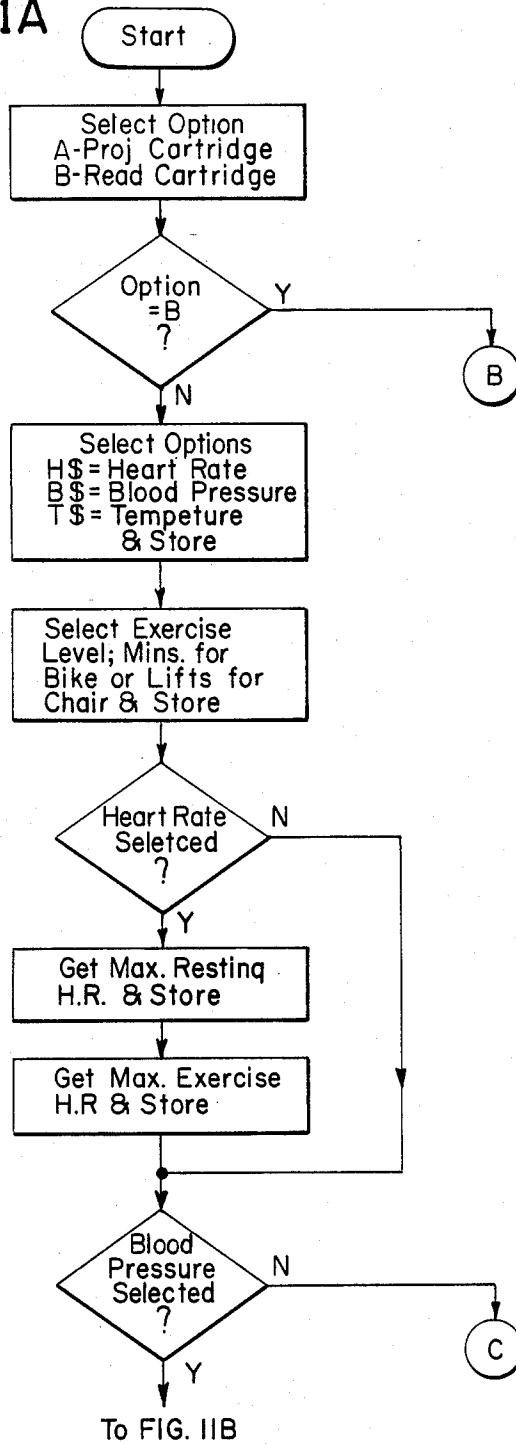 1A
Start
Select Option
A-Proj Cartridge
B-Read Cartridge
Option
=B
?
Y
B
N
Select Options
H$=Heart Rate
B$=Blood Pressure
T$=Tempeture
& Store
Select Exercise
Level; Mins. for
Bike or Lifts for
Chair & Store
Heart Rate
Seletced
?
N
Y
Get Max. Resting
H.R. & Store
Get Max. Exercise
H.R & Store
Blood
Pressure
Selected
?
N
C
Y
To FIG. 11B